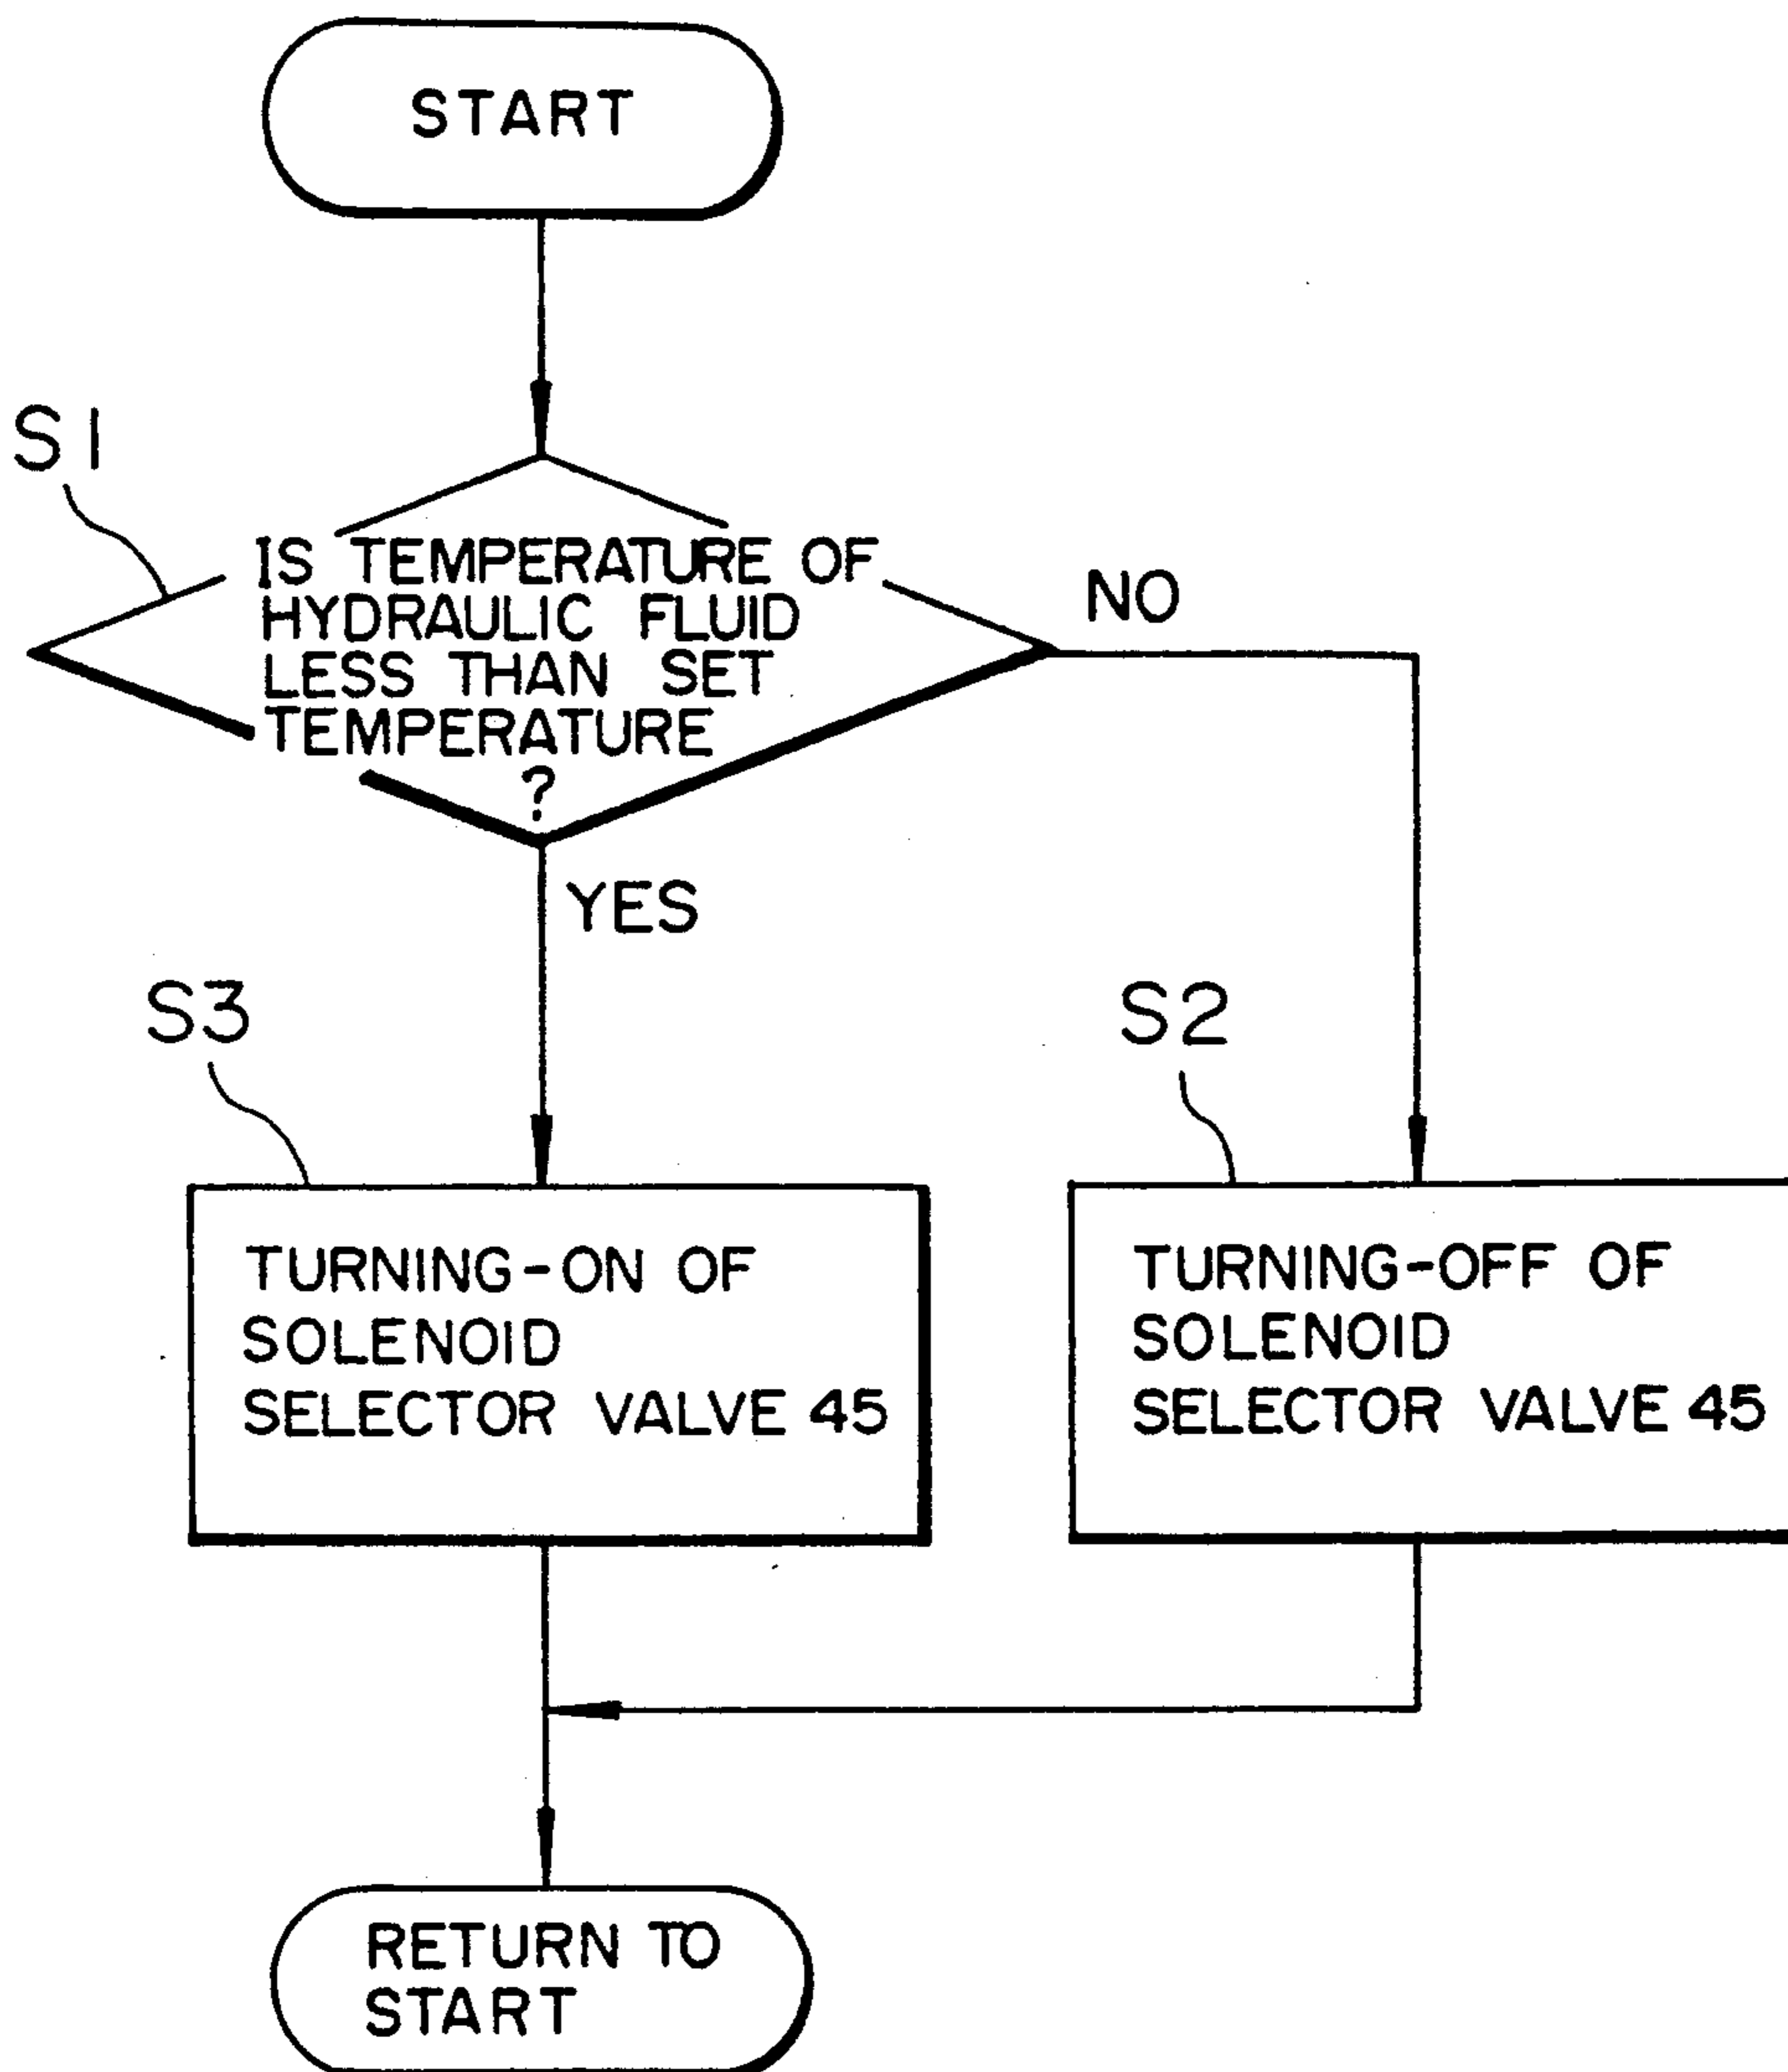 START
S1
IS TEMPERATURE OF
HYDRAULIC FLUID
LESS THAN SET
TEMPERATURE
?
NO
YES
S3
S2
TURNING-ON OF
SOLENOID
SELECTOR VALVE 45
TURNING-OFF OF
SOLENOID
SELECTOR VALVE 45
RETURN TO
START